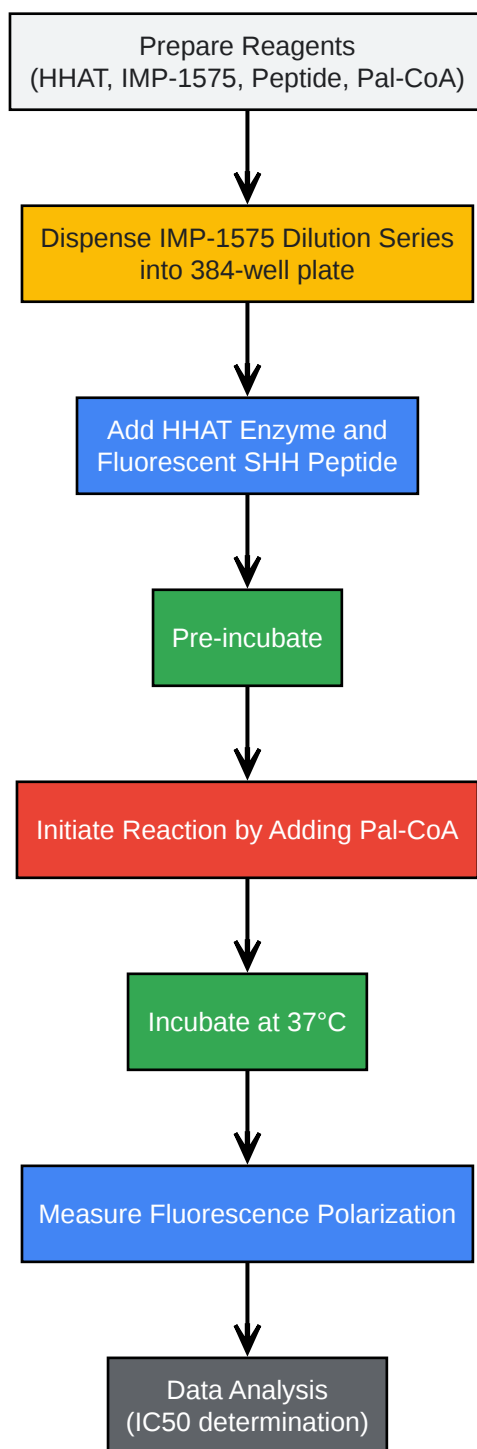 Prepare Reagents
(HHAT, IMP-1575, Peptide, Pal-CoA)
Dispense IMP-1575 Dilution Series
into 384-well plate
Add HHAT Enzyme and
Fluorescent SHH Peptide
Pre-incubate
Initiate Reaction by Adding Pal-CoA
Incubate at 37°C
Measure Fluorescence Polarization
Data Analysis
(IC50 determination)